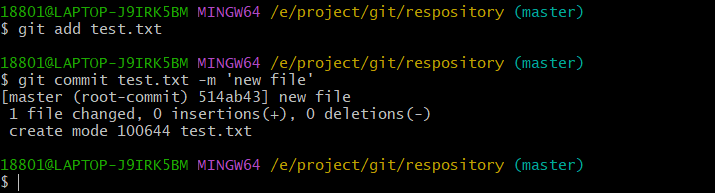 18801@LAPTOP-J9IRK5BM MINGW64 /e/project/git/respository (master)
$ git add test.txt
18801@LAPTOP-J9IRK5BM MINGW64 /e/project/git/respository (master)
$ git commit test.txt -m 'new file'
[master (root-commit) 514ab43] new file
 1 file changed, 0 insertions(+), 0 deletions(-)
 create mode 100644 test.txt
18801@LAPTOP-J9IRK5BM MINGW64 /e/project/git/respository (master)
$